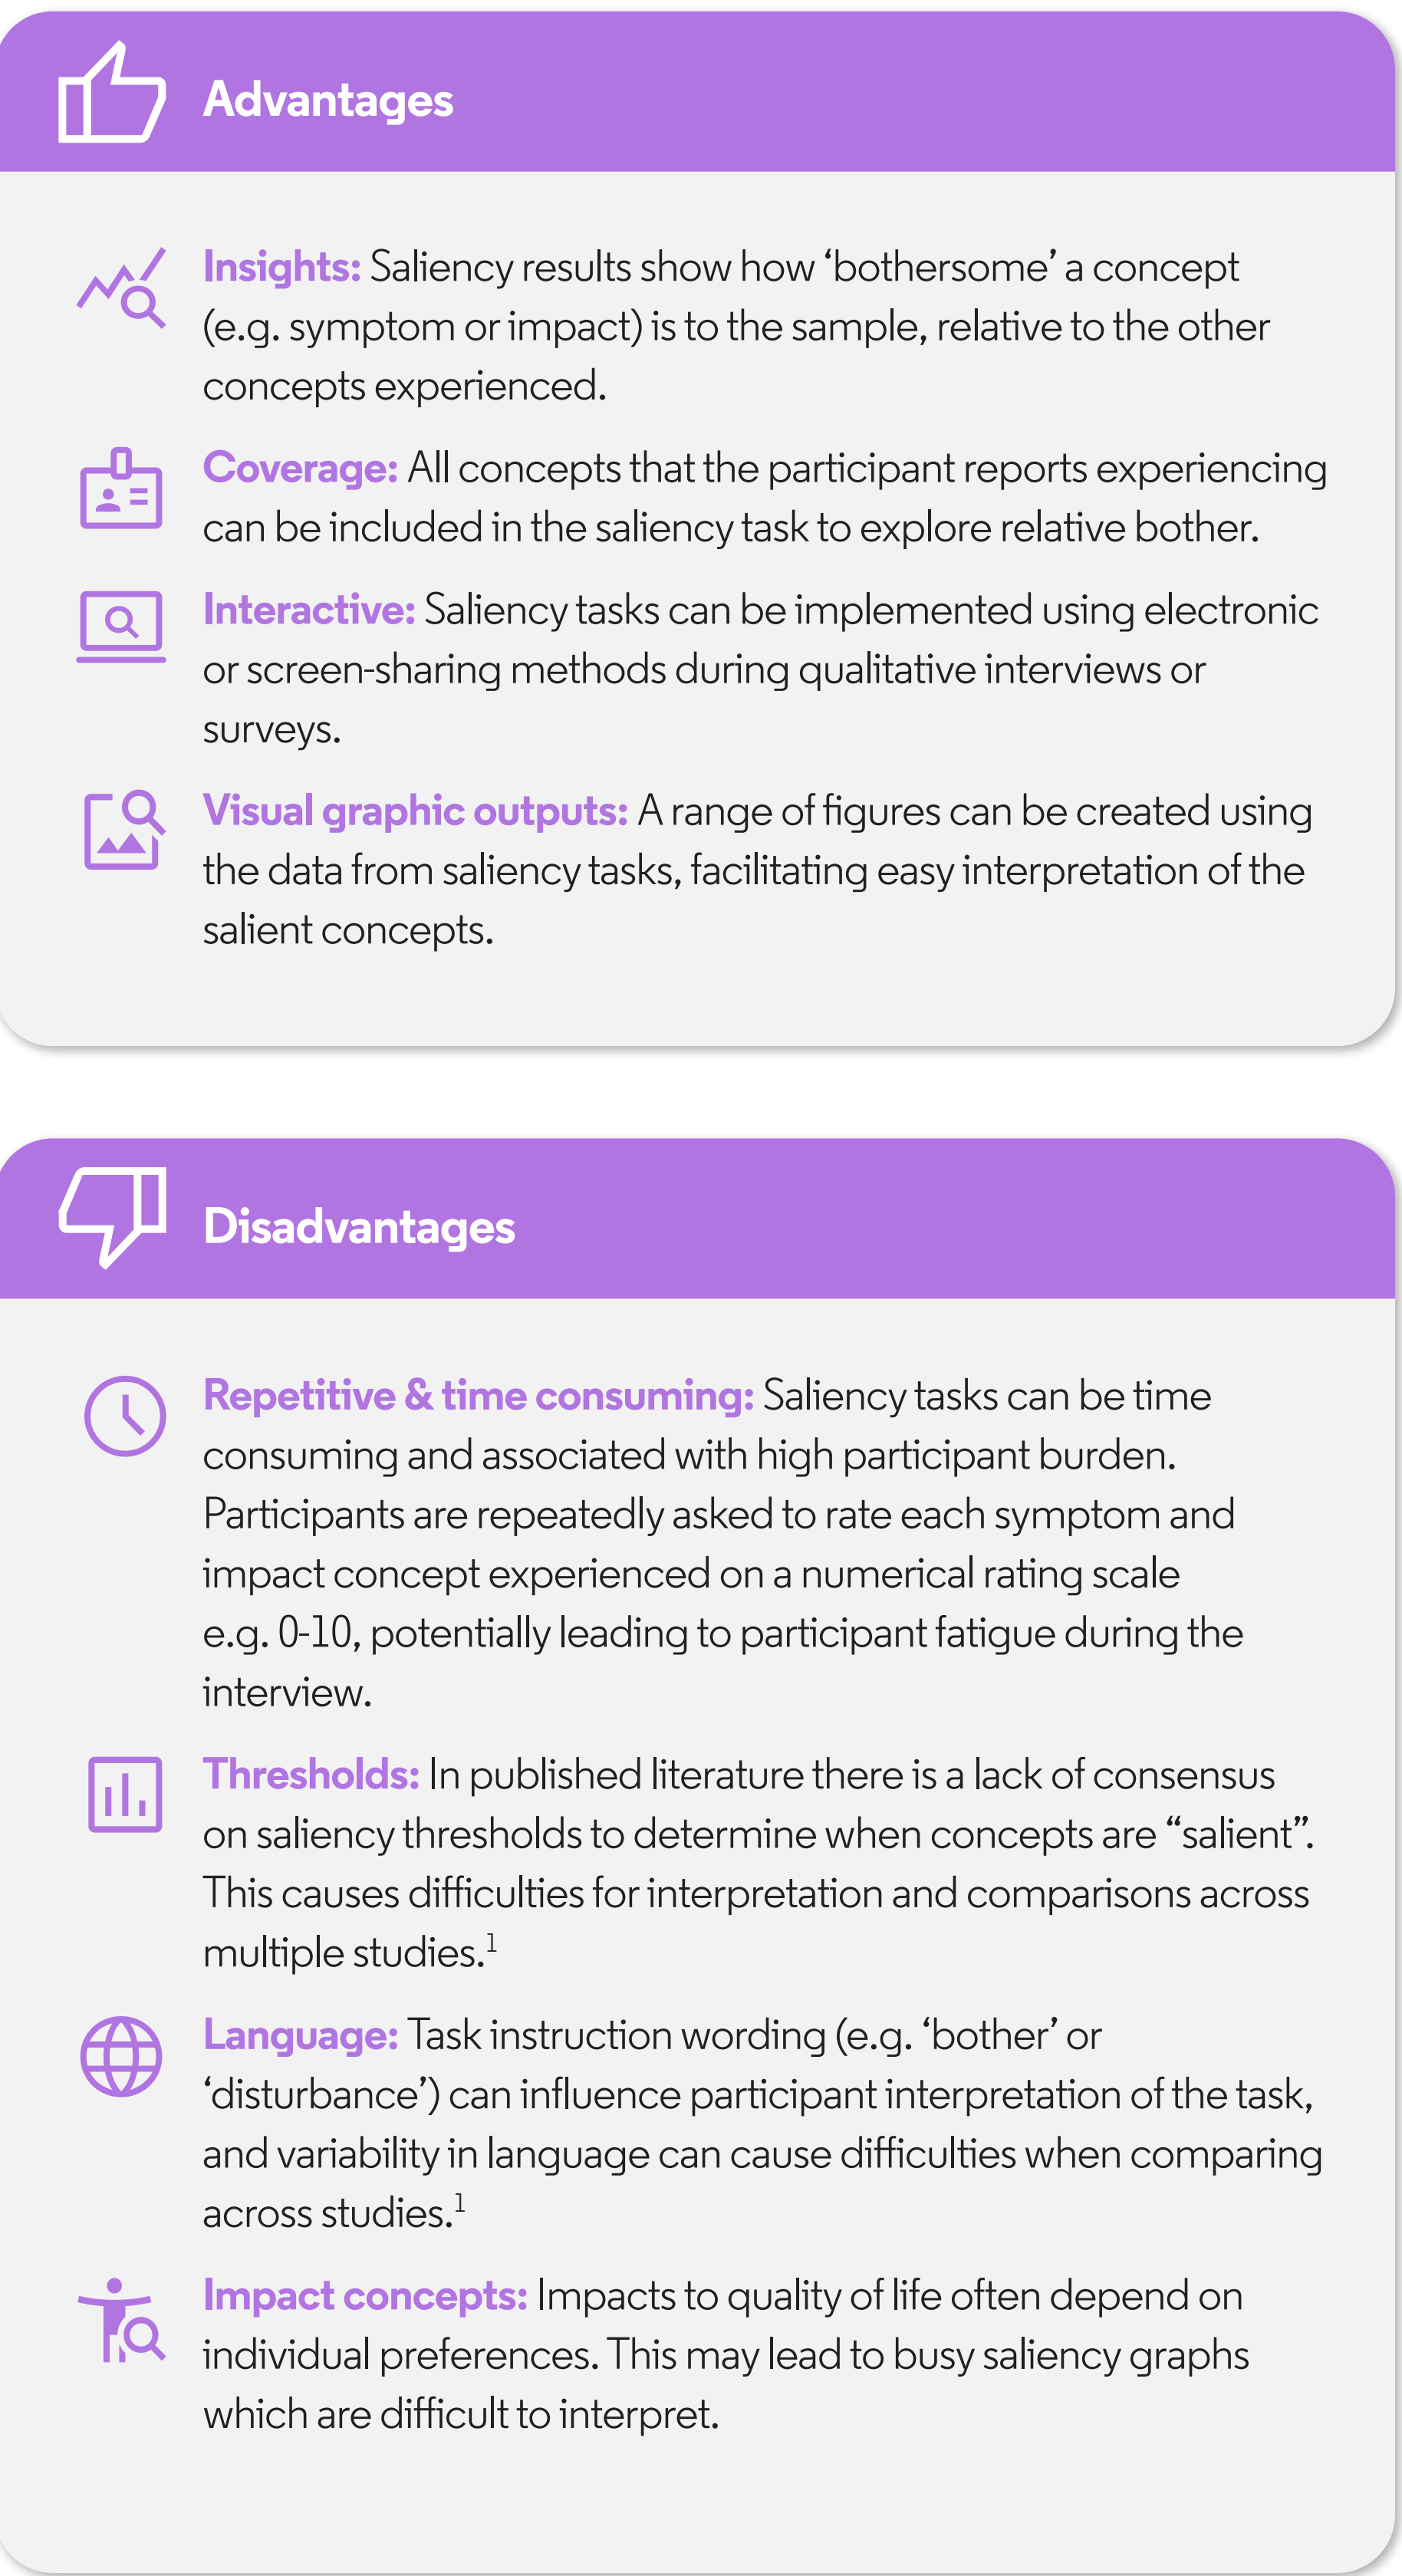 Advantages
Insights: Saliency results show how ‘bothersome’ a concept
(e.g. symptom or impact) is to the sample, relative to the other
concepts experienced.
Coverage: All concepts that the participant reports experiencing
can be included in the saliency task to explore relative bother.
Interactive: Saliency tasks can be implemented using electronic
or screen-sharing methods during qualitative interviews or
surveys.
Visual graphic outputs: A range of figures can be created using
the data from saliency tasks, facilitating easy interpretation of the
salient concepts.
Disadvantages
Repetitive & time consuming: Saliency tasks can be time
consuming and associated with high participant burden.
Participants are repeatedly asked to rate each symptom and
impact concept experienced on a numerical rating scale
e.g. 0-10, potentially leading to participant fatigue during the
interview.
Thresholds: In published literature there is a lack of consensus
on saliency thresholds to determine when concepts are “salient”.
This causes difficulties for interpretation and comparisons across
multiple studies.¹
Language: Task instruction wording (e.g. ‘bother’ or
‘disturbance’) can influence participant interpretation of the task,
and variability in language can cause difficulties when comparing
across studies.¹
Impact concepts: Impacts to quality of life often depend on
individual preferences. This may lead to busy saliency graphs
which are difficult to interpret.